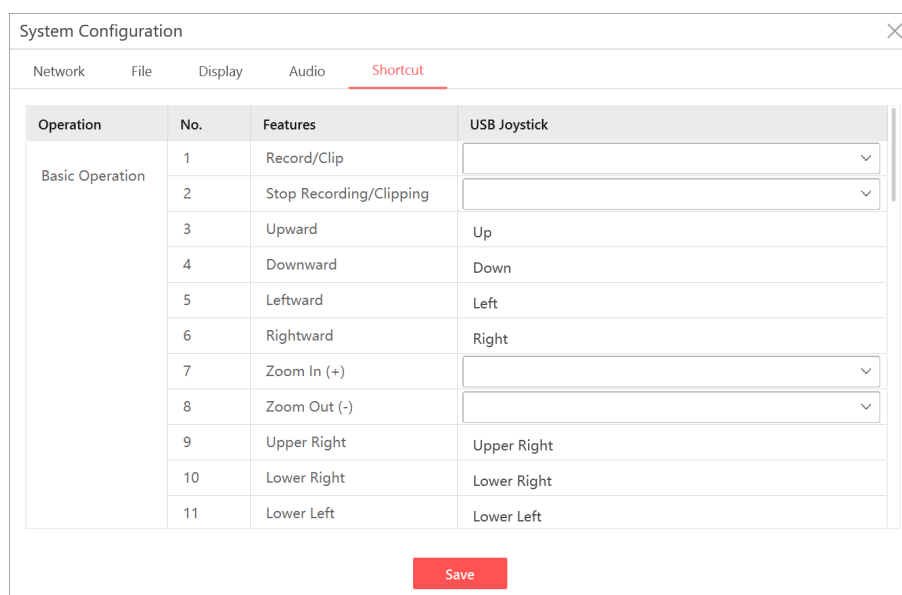 System Configuration
Network File Display Audio Shortcut
Operation No. Features USB Joystick
Basic Operation
1 Record/Clip
2 Stop Recording/Clipping
3 Upward Up
4 Downward Down
5 Leftward Left
6 Rightward Right
7 Zoom In (+)
8 Zoom Out (-)
9 Upper Right Upper Right
10 Lower Right Lower Right
11 Lower Left Lower Left
Save